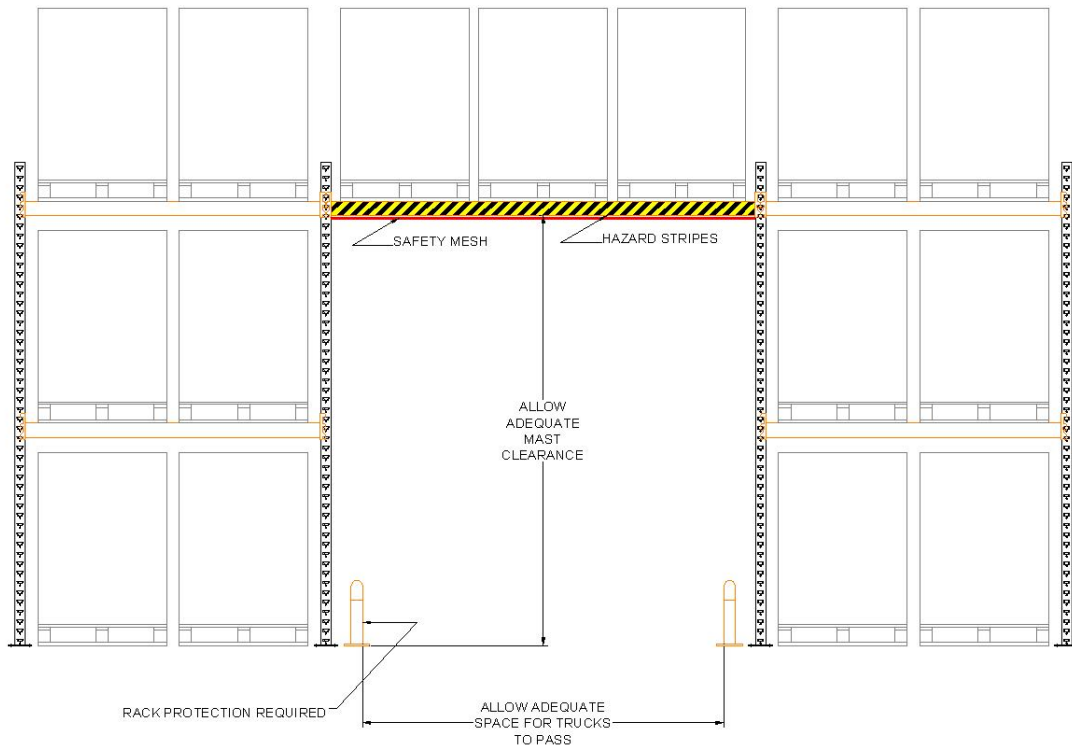 SAFETY MESH
HAZARD STRIPES
ALLOW
ADEQUATE
MAST
CLEARANCE
RACK PROTECTION REQUIRED
ALLOW ADEQUATE
SPACE FOR TRUCKS
TO PASS